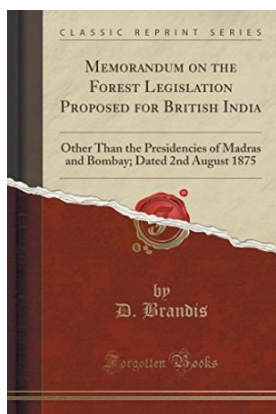 CLASSIC REPRINT SERIES
MEMORANDUM ON THE
FOREST LEGISLATION
PROPOSED FOR BRITISH INDIA
Other Than the Presidencies of Madras
and Bombay; Dated 2nd August 1875
by
D. Brandis
Forgotten Books